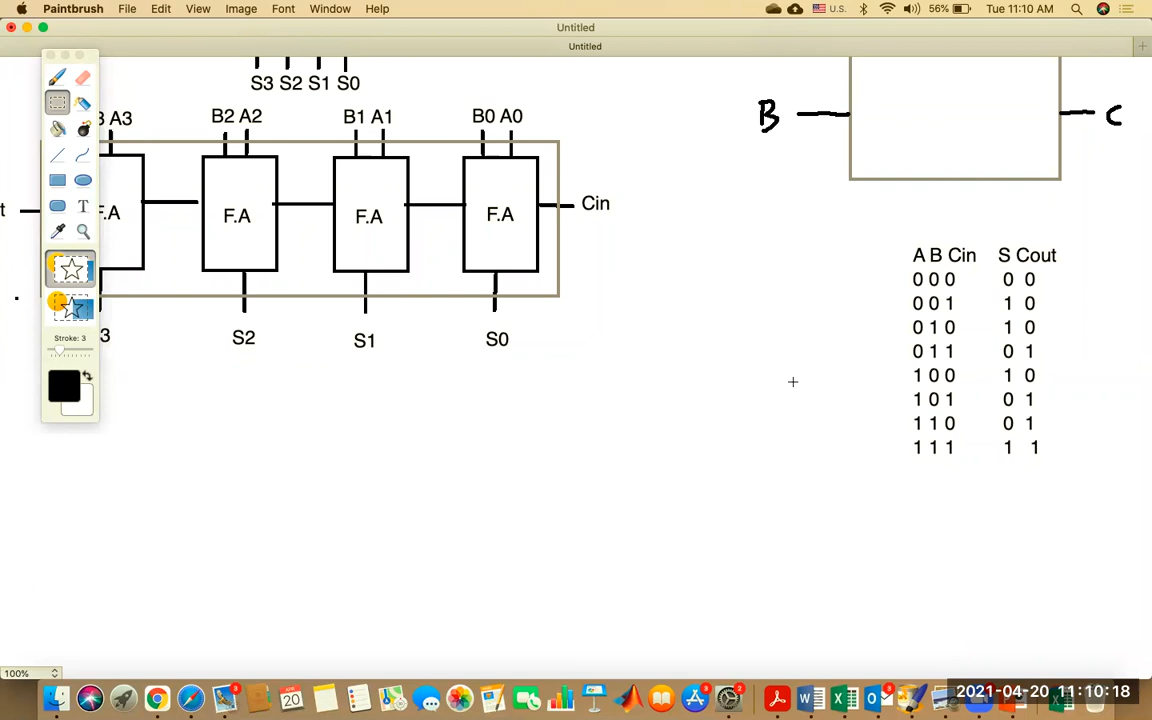 Paintbrush File Edit View Image Font Window Help
U.S. 56% Tue 11:10 AM
Untitled
Untitled
S3 S2 S1 S0
A3 B2 A2 B1 A1 B0 A0
B
C
F.A F.A F.A F.A
Cin
t
3 S2 S1 S0
A B Cin S Cout
0 0 0 0 0
0 0 1 1 0
0 1 0 1 0
0 1 1 0 1
1 0 0 1 0
1 0 1 0 1
1 1 0 0 1
1 1 1 1 1
T
Stroke: 3
100%
2021-04-20 11:10:18